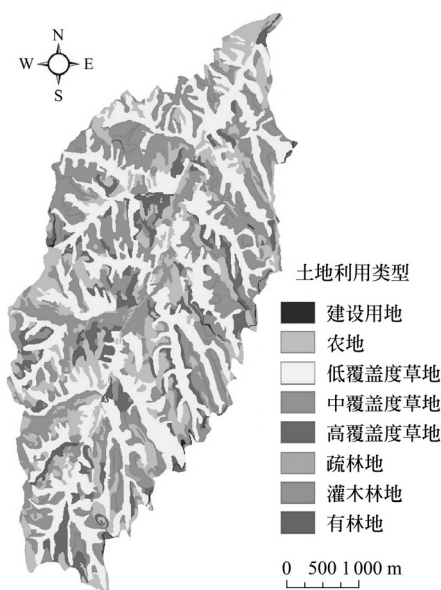 N
W E
S
土地利用类型
建设用地
农地
低覆盖度草地
中覆盖度草地
高覆盖度草地
疏林地
灌木林地
有林地
0 500 1 000 m